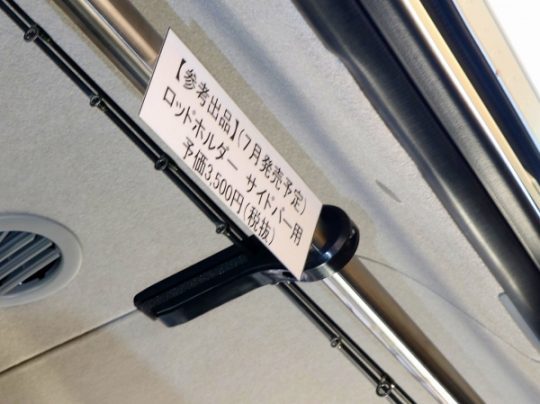 【参考出品】(7月発売予定)
ロッドホルダー サイドバー用
予価3,500円(税抜)